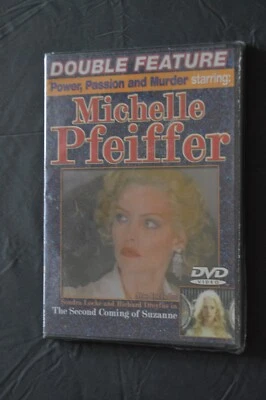 DOUBLE FEATURE
Power, Passion and Murder starring:
Michelle
Pfeiffer
DVD
VIDEO
Sondra Locke and Richard Dreyfus in
The Second Coming of Suzanne